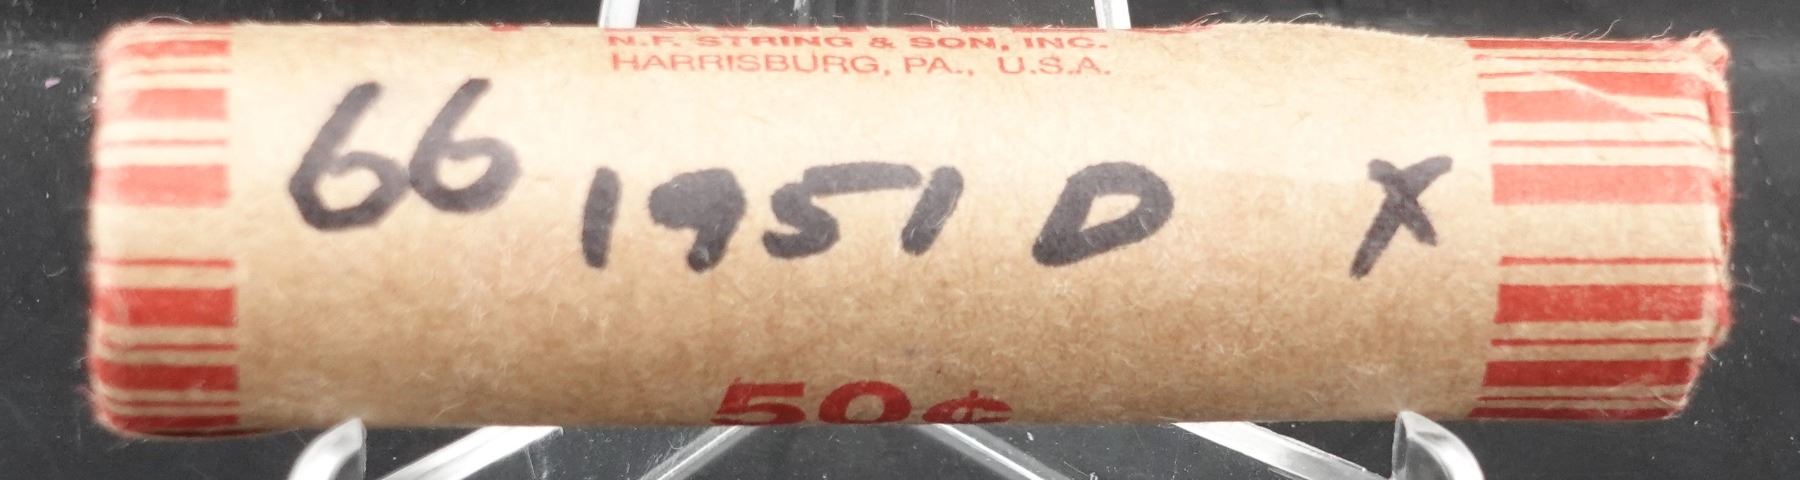 N.F. STRING & SON, INC.
HARRISBURG, PA., U.S.A.
66 1951 D X
50¢